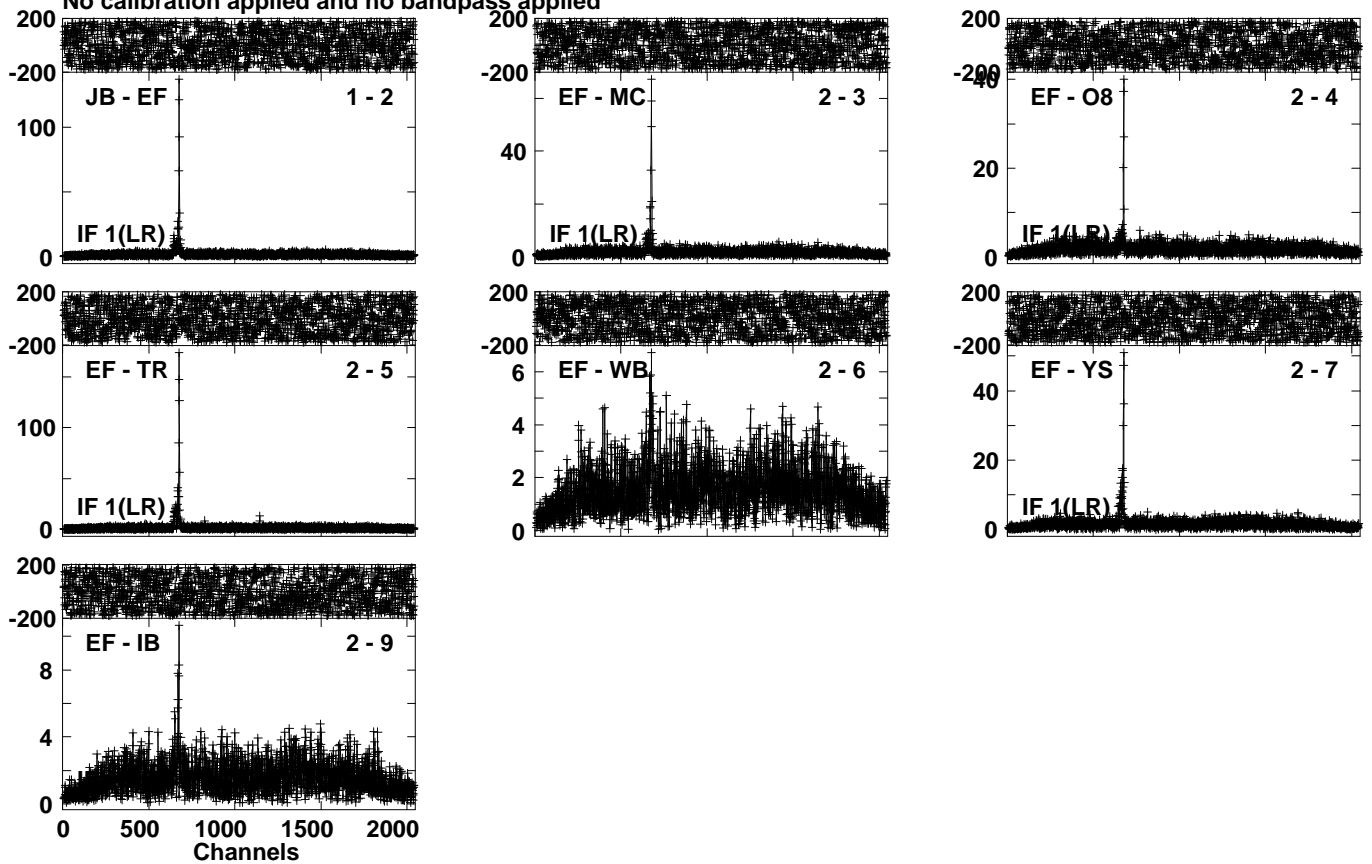 No calibration applied and no bandpass applied
200
-200
JB - EF 1 - 2
100
IF 1(LR)
0
200
-200
EF - MC 2 - 3
40
IF 1(LR)
0
200
-200
40
EF - O8 2 - 4
20
IF 1(LR)
0
200
-200
EF - TR 2 - 5
100
IF 1(LR)
0
200
-200
EF - WB 2 - 6
6
4
2
0
200
-200
EF - YS 2 - 7
40
20
IF 1(LR)
0
200
-200
EF - IB 2 - 9
8
4
0
0 500 1000 1500 2000
Channels